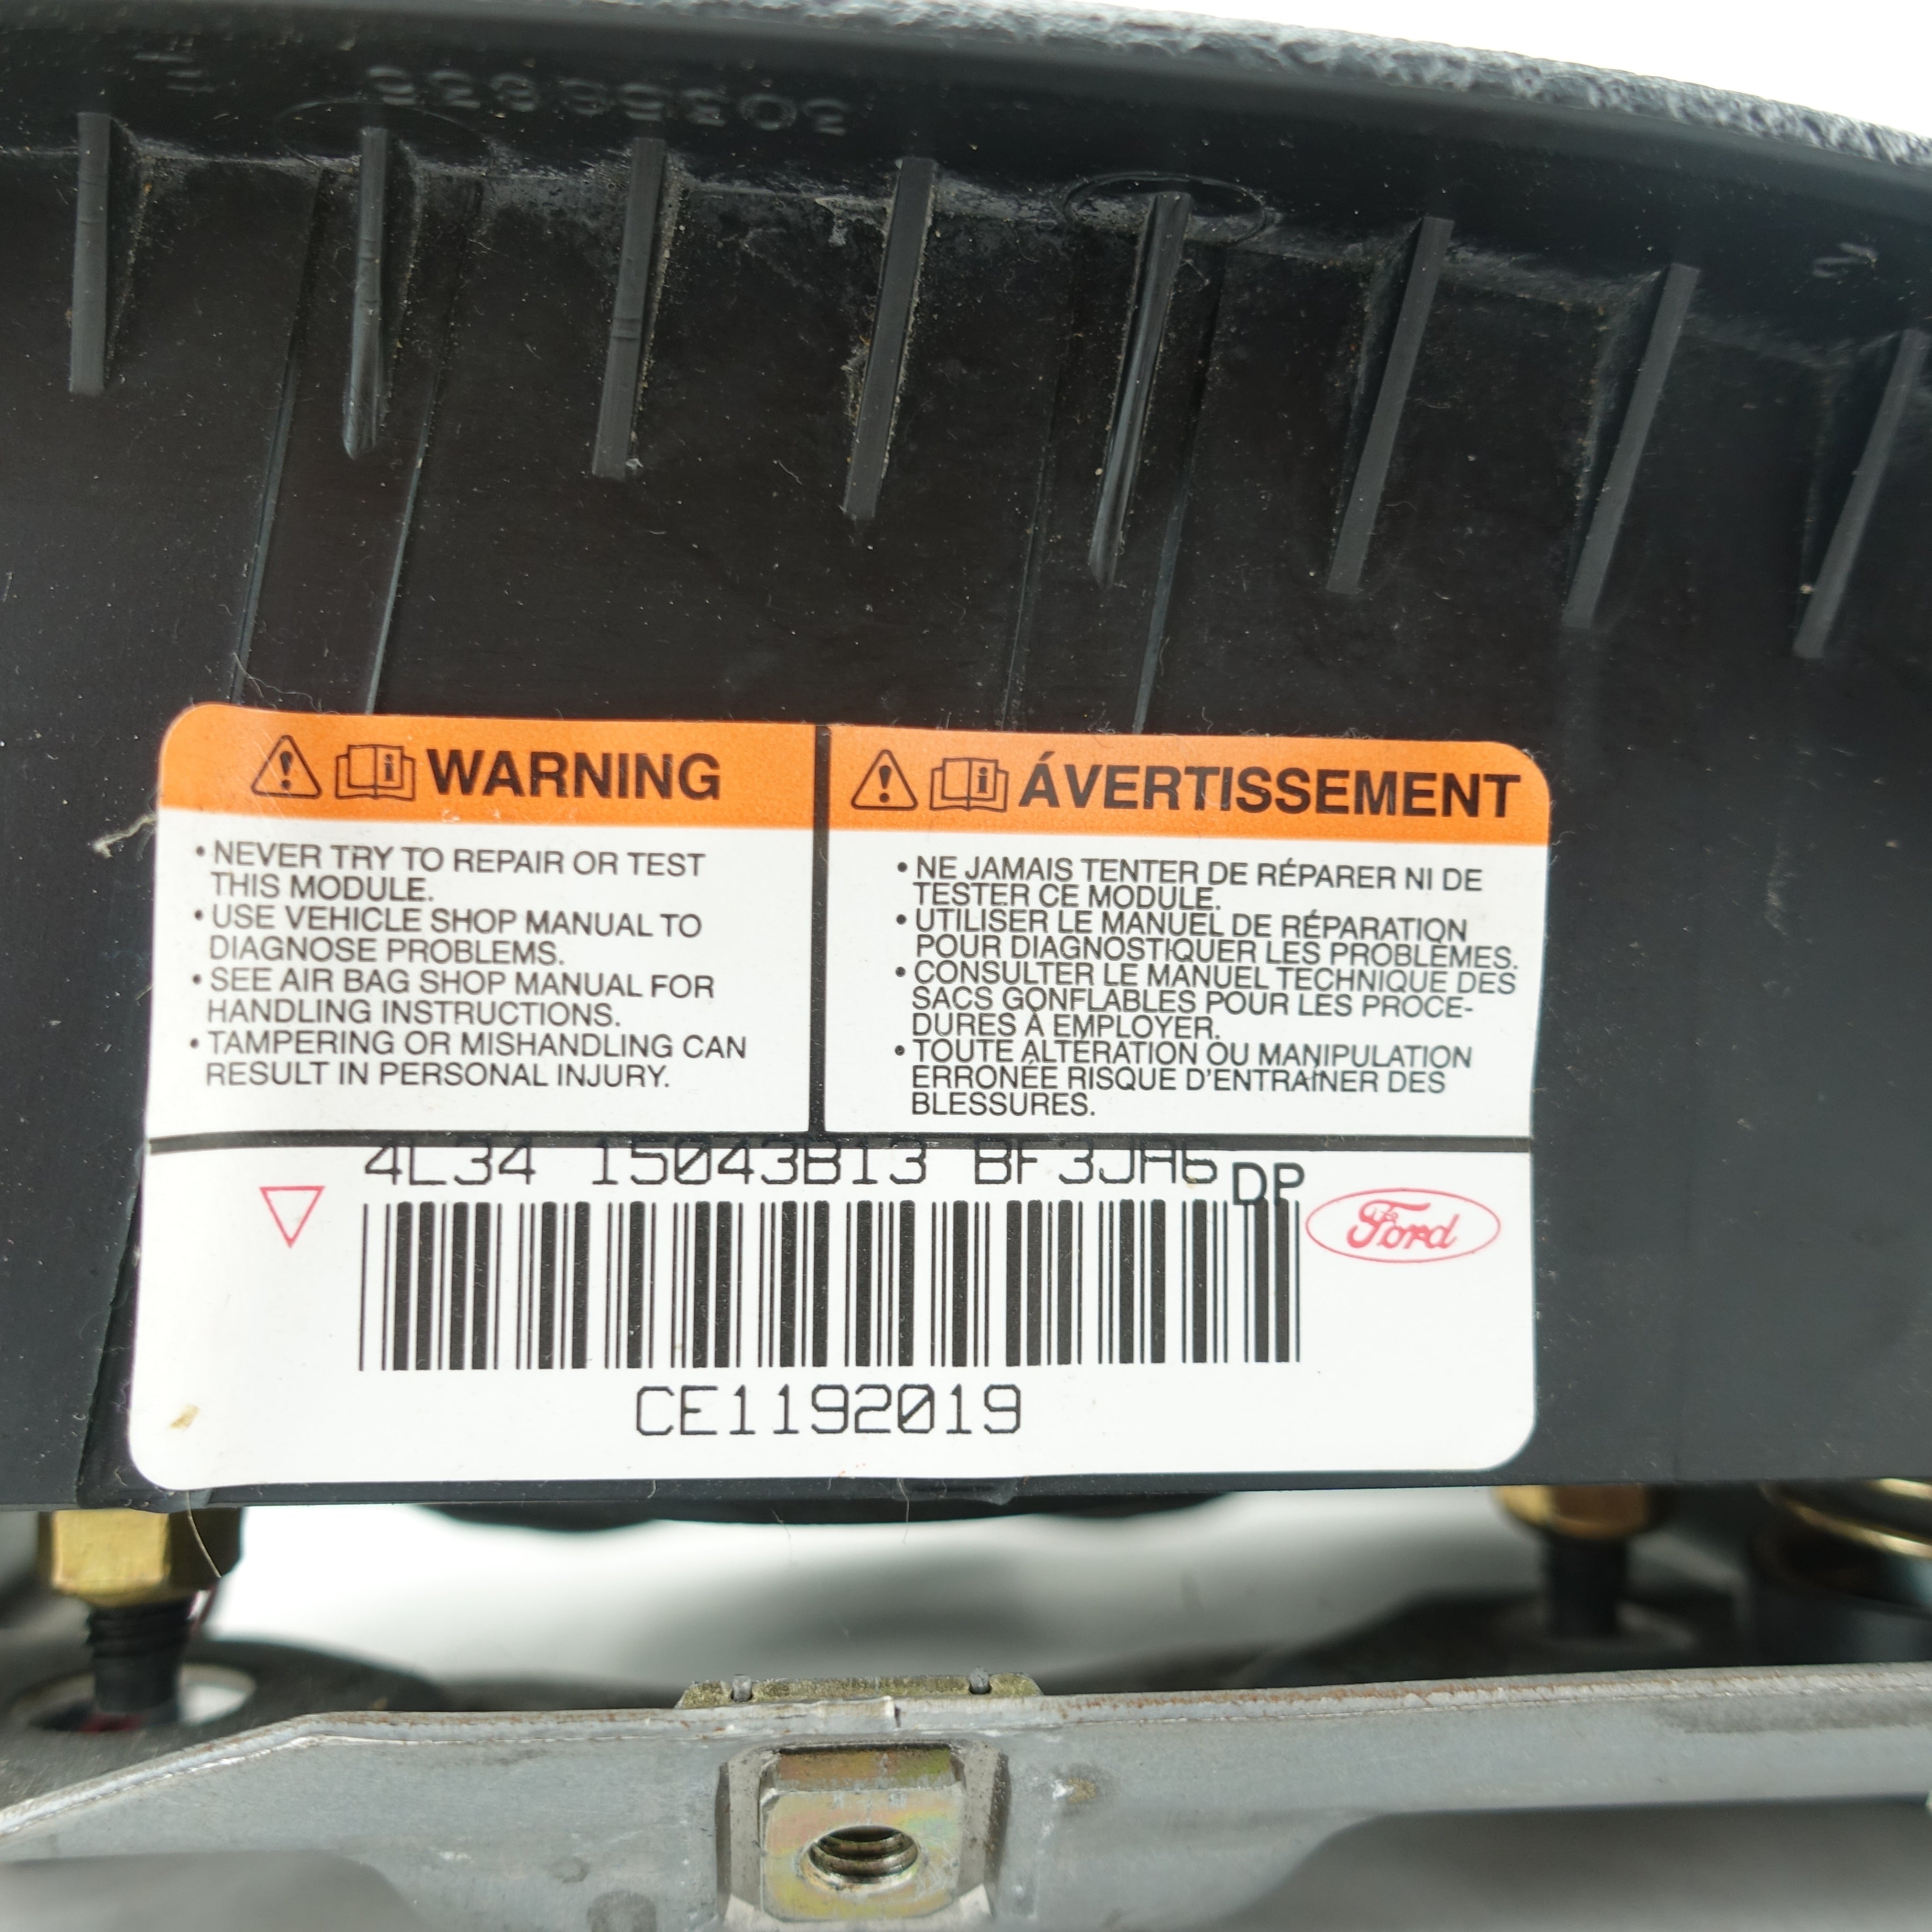 WARNING
• NEVER TRY TO REPAIR OR TEST
THIS MODULE.
• USE VEHICLE SHOP MANUAL TO
DIAGNOSE PROBLEMS.
• SEE AIR BAG SHOP MANUAL FOR
HANDLING INSTRUCTIONS.
• TAMPERING OR MISHANDLING CAN
RESULT IN PERSONAL INJURY.
ÁVERTISSEMENT
• NE JAMAIS TENTER DE RÉPARER NI DE
TESTER CE MODULE.
• UTILISER LE MANUEL DE RÉPARATION
POUR DIAGNOSTIQUER LES PROBLÈMES.
• CONSULTER LE MANUEL TECHNIQUE DES
SACS GONFLABLES POUR LES PROCE-
DURES À EMPLOYER.
• TOUTE ALTERATION OU MANIPULATION
ERRONÉE RISQUE D'ENTRAÎNER DES
BLESSURES.
4L34 15043B13 BF3JA6 DP
Ford
CE1192019